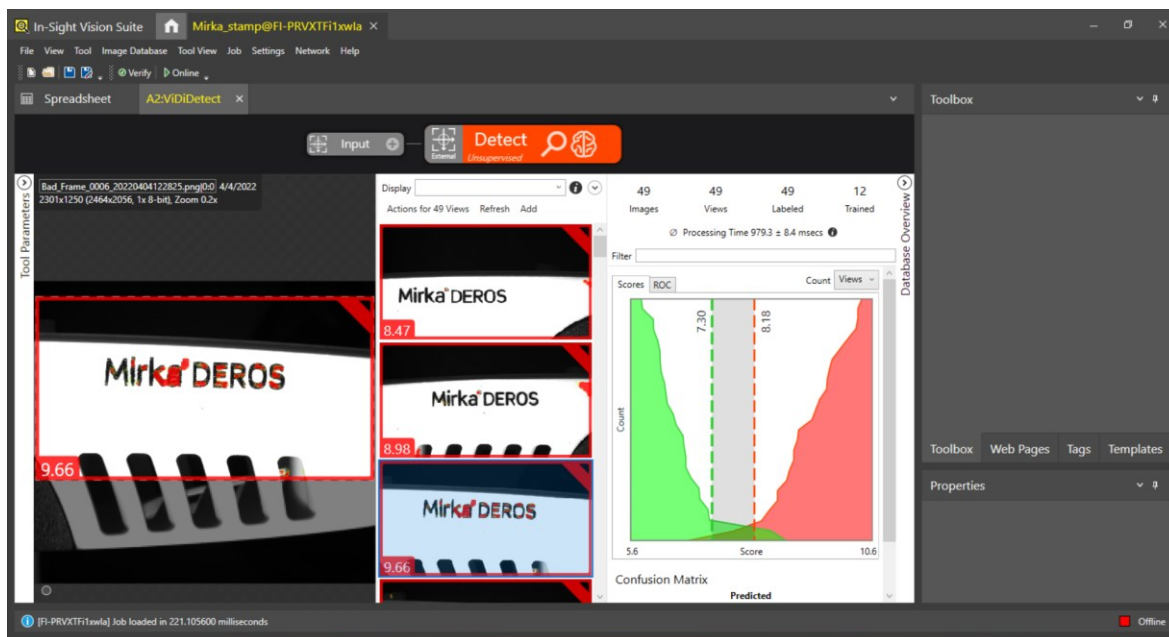 In-Sight Vision Suite
Mirka_stamp@FI-PRVXTFi1xwla
File View Tool Image Database Tool View Job Settings Network Help
Verify Online
Spreadsheet A2:ViDiDetect
Toolbox
Input
External
Detect
Unsupervised
Tool Parameters
Bad_Frame_0006_20220404122825.png|0:0 4/4/2022
2301x1250 (2464x2056, 1x 8-bit), Zoom 0.2x
Mirka DEROS
9.66
Display
Actions for 49 Views Refresh Add
Mirka DEROS
8.47
Mirka DEROS
8.98
Mirka DEROS
9.66
49 49 49 12
Images Views Labeled Trained
Processing Time 979.3 ± 8.4 msecs
Filter
Scores ROC
Count Views
7.30
8.18
Count
5.6 Score 10.6
Confusion Matrix
Predicted
Database Overview
Toolbox Web Pages Tags Templates
Properties
[FI-PRVXTFi1xwla] Job loaded in 221.105600 milliseconds
Offline